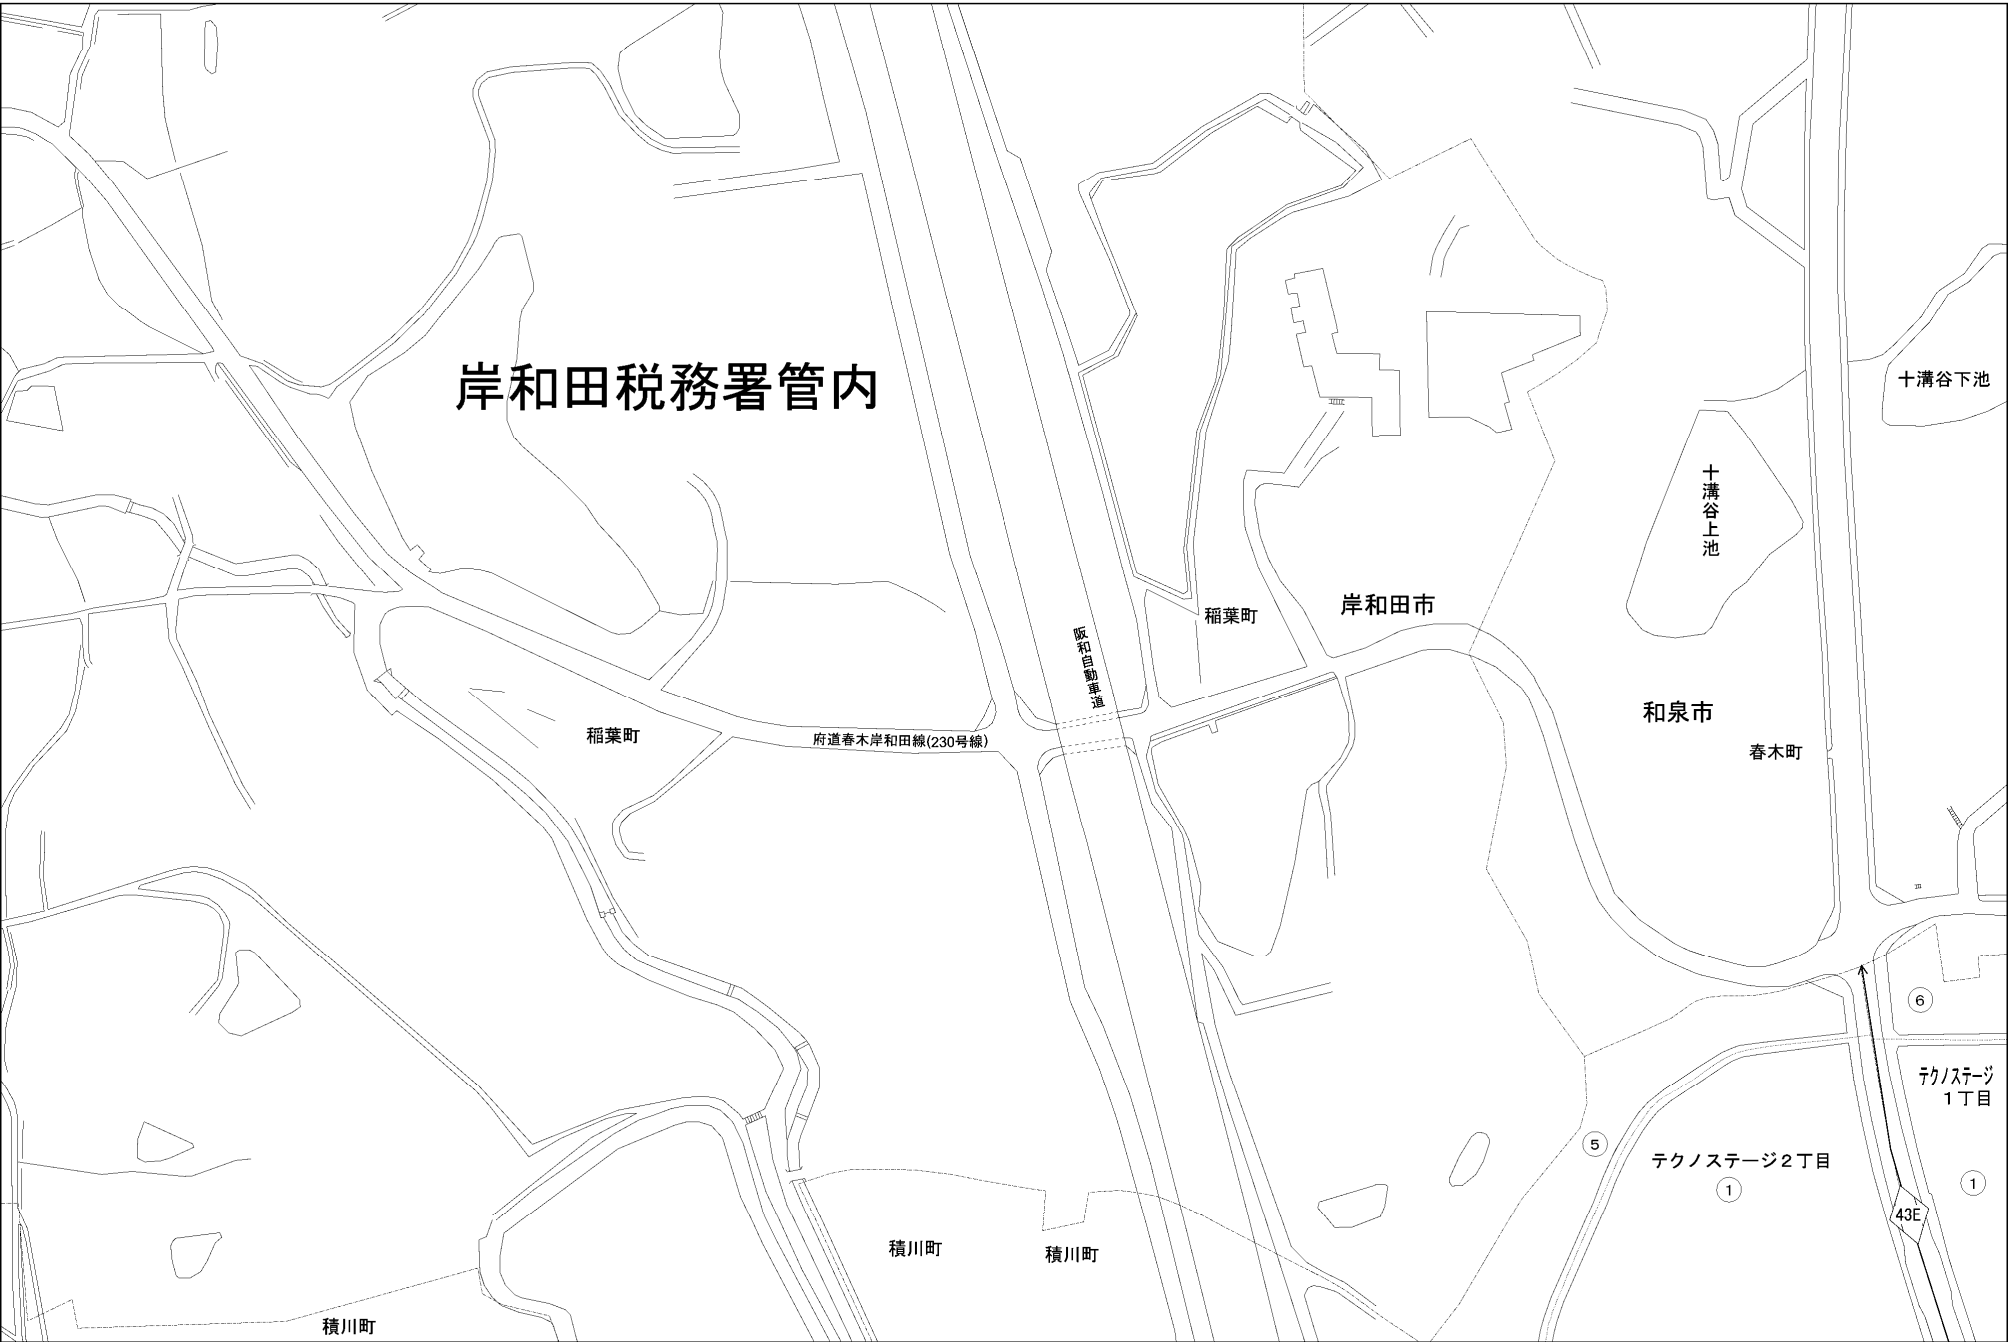 岸和田税務署管内
十溝谷下池
十溝谷上池
岸和田市
稲葉町
阪和自動車道
和泉市
稲葉町
府道春木岸和田線(230号線)
春木町
6
テクノステージ
1丁目
5
テクノステージ2丁目
1
1
43E
積川町
積川町
積川町